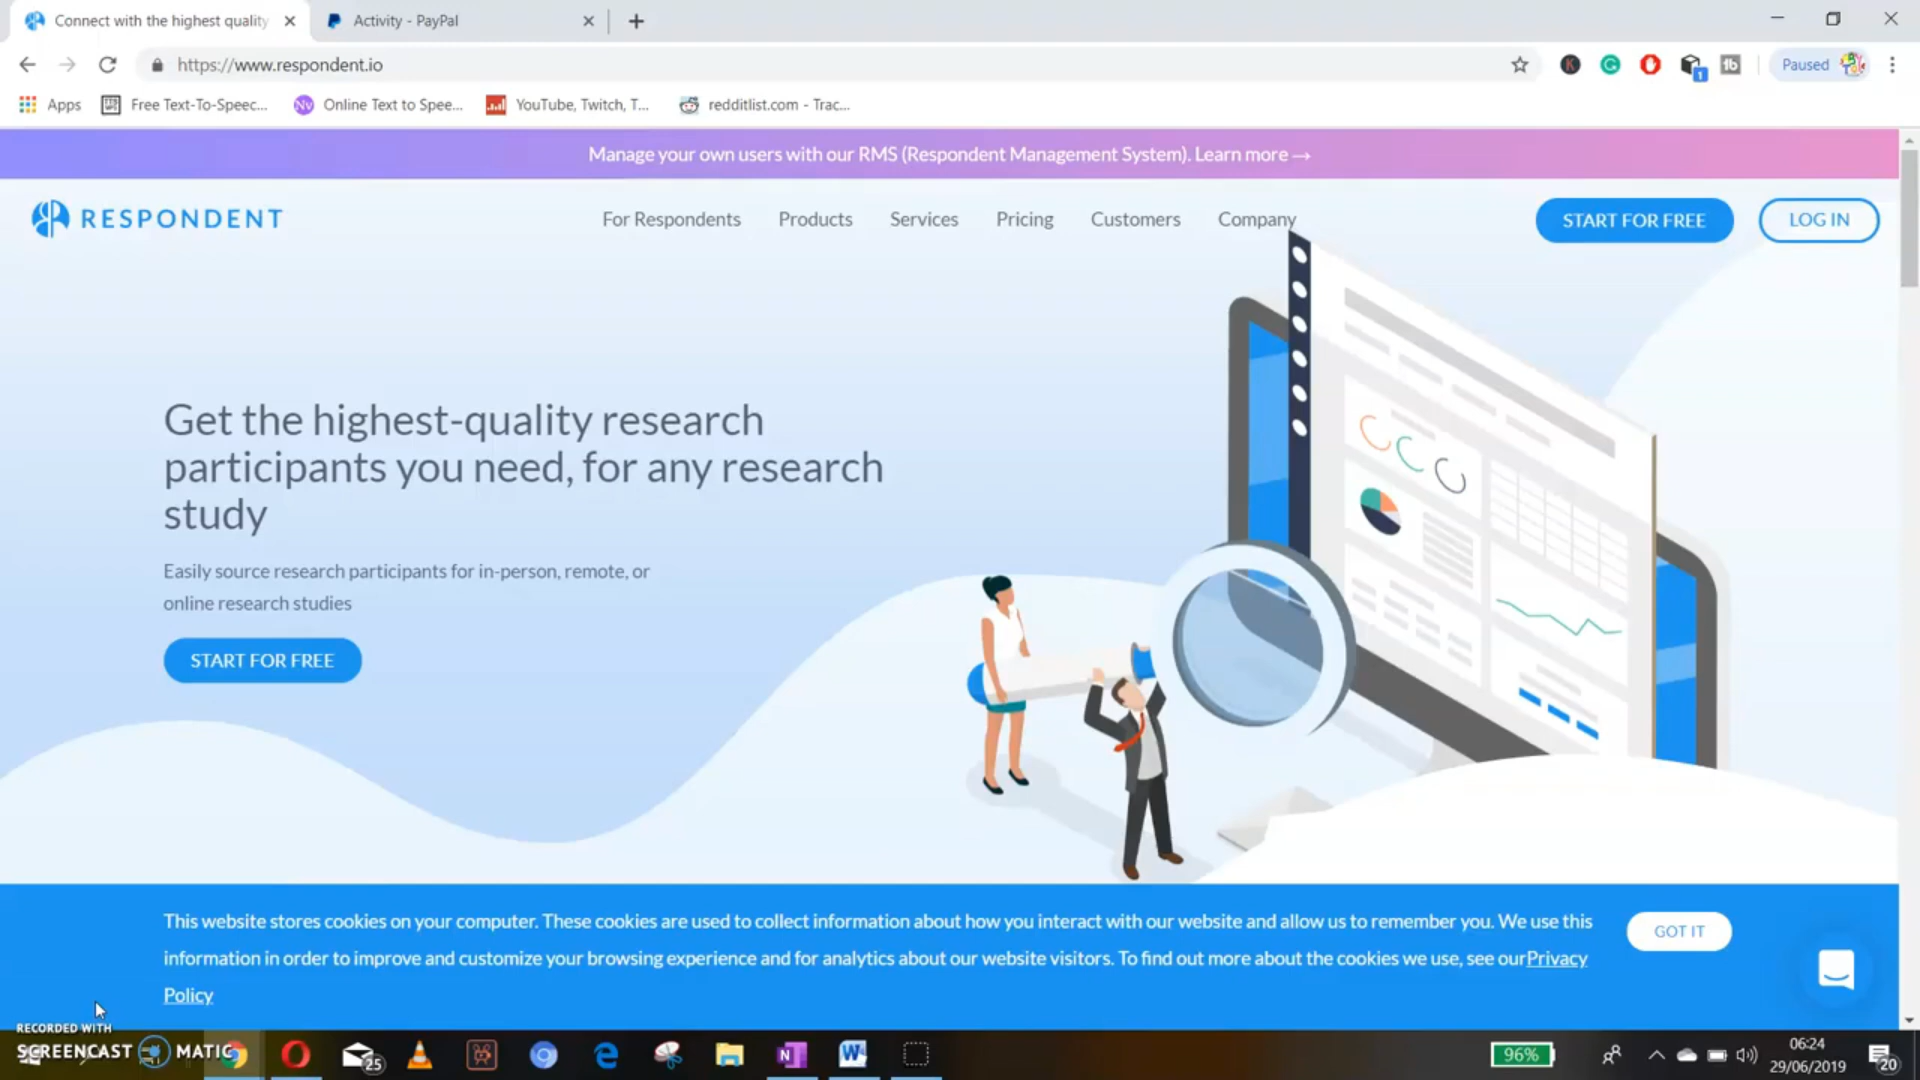 Connect with the highest quality
Activity - PayPal
https://www.respondent.io
Paused
Apps
Free Text-To-Speec...
Online Text to Spee...
YouTube, Twitch, T...
redditlist.com - Trac...
Manage your own users with our RMS (Respondent Management System). Learn more →
RESPONDENT
For Respondents
Products
Services
Pricing
Customers
Company
START FOR FREE
LOG IN
Get the highest-quality research
participants you need, for any research
study
Easily source research participants for in-person, remote, or
online research studies
START FOR FREE
This website stores cookies on your computer. These cookies are used to collect information about how you interact with our website and allow us to remember you. We use this
information in order to improve and customize your browsing experience and for analytics about our website visitors. To find out more about the cookies we use, see our Privacy
Policy
GOT IT
RECORDED WITH
SCREENCAST MATIC
25
96%
06:24
29/06/2019
20